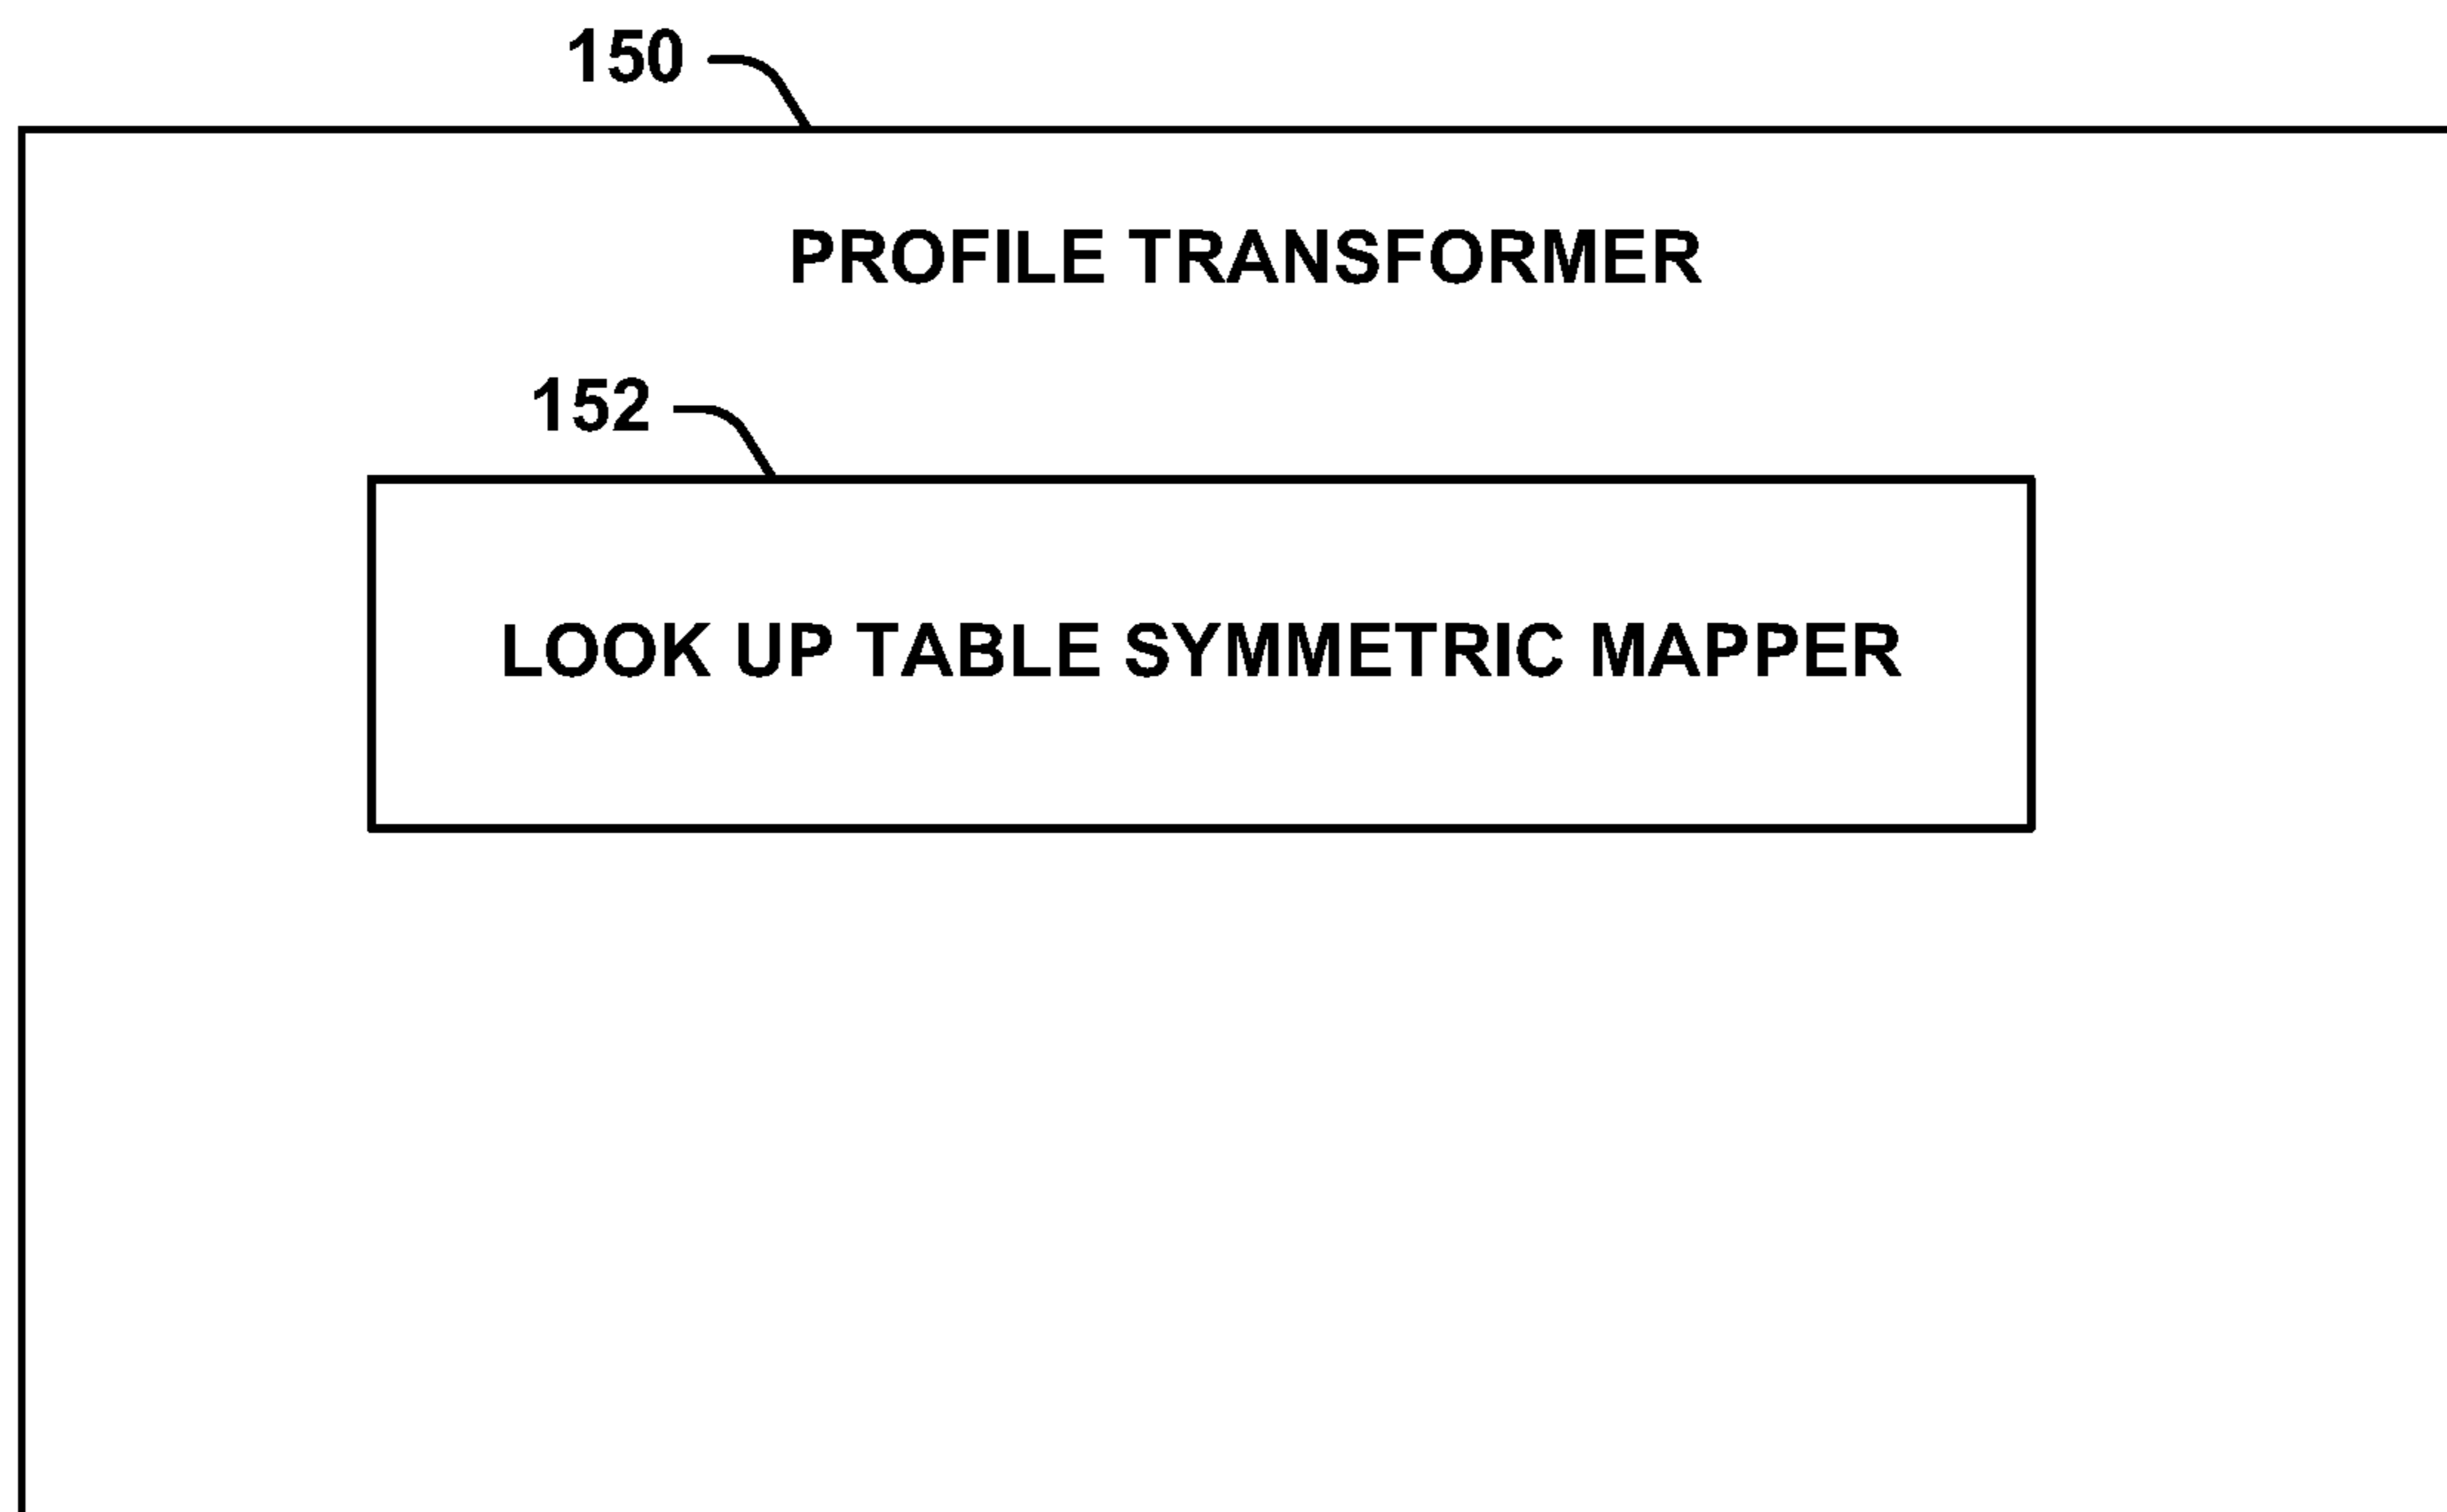 150
PROFILE TRANSFORMER
152
LOOK UP TABLE SYMMETRIC MAPPER